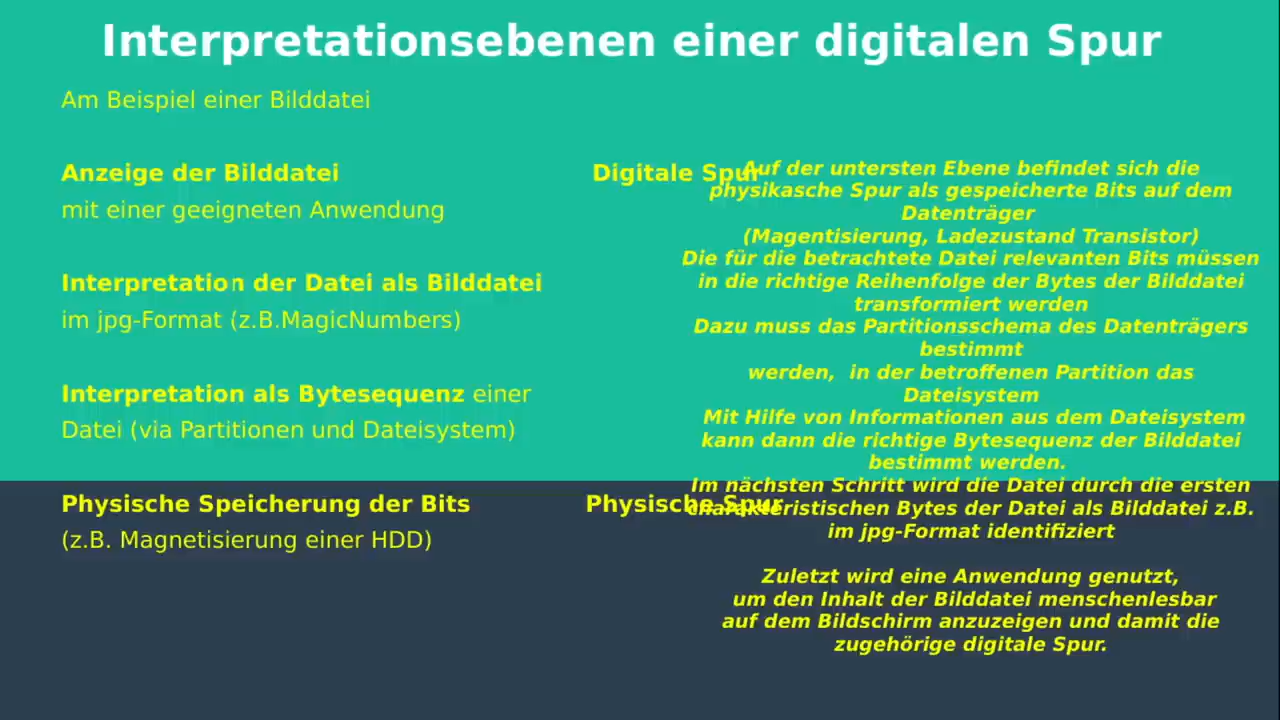 Interpretationsebenen einer digitalen Spur
Am Beispiel einer Bilddatei
Anzeige der Bilddatei
mit einer geeigneten Anwendung
Interpretation der Datei als Bilddatei
im jpg-Format (z.B.MagicNumbers)
Interpretation als Bytesequenz einer
Datei (via Partitionen und Dateisystem)
Physische Speicherung der Bits
(z.B. Magnetisierung einer HDD)
Digitale Spur
Physische Spur
Auf der untersten Ebene befindet sich die
physikasche Spur als gespeicherte Bits auf dem
Datenträger
(Magentisierung, Ladezustand Transistor)
Die für die betrachtete Datei relevanten Bits müssen
in die richtige Reihenfolge der Bytes der Bilddatei
transformiert werden
Dazu muss das Partitionsschema des Datenträgers
bestimmt
werden, in der betroffenen Partition das
Dateisystem
Mit Hilfe von Informationen aus dem Dateisystem
kann dann die richtige Bytesequenz der Bilddatei
bestimmt werden.
Im nächsten Schritt wird die Datei durch die ersten
charakteristischen Bytes der Datei als Bilddatei z.B.
im jpg-Format identifiziert
Zuletzt wird eine Anwendung genutzt,
um den Inhalt der Bilddatei menschenlesbar
auf dem Bildschirm anzuzeigen und damit die
zugehörige digitale Spur.